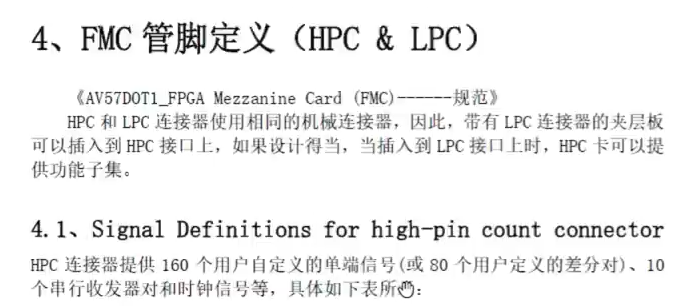 4、FMC 管脚定义（HPC & LPC）
《AV57DOT1_FPGA Mezzanine Card (FMC)------规范》
HPC 和 LPC 连接器使用相同的机械连接器，因此，带有 LPC 连接器的夹层板
可以插入到 HPC 接口上，如果设计得当，当插入到 LPC 接口上时，HPC 卡可以提
供功能子集。
4.1、Signal Definitions for high-pin count connector
HPC 连接器提供 160 个用户自定义的单端信号(或 80 个用户定义的差分对)、10
个串行收发器对和时钟信号等，具体如下表所：